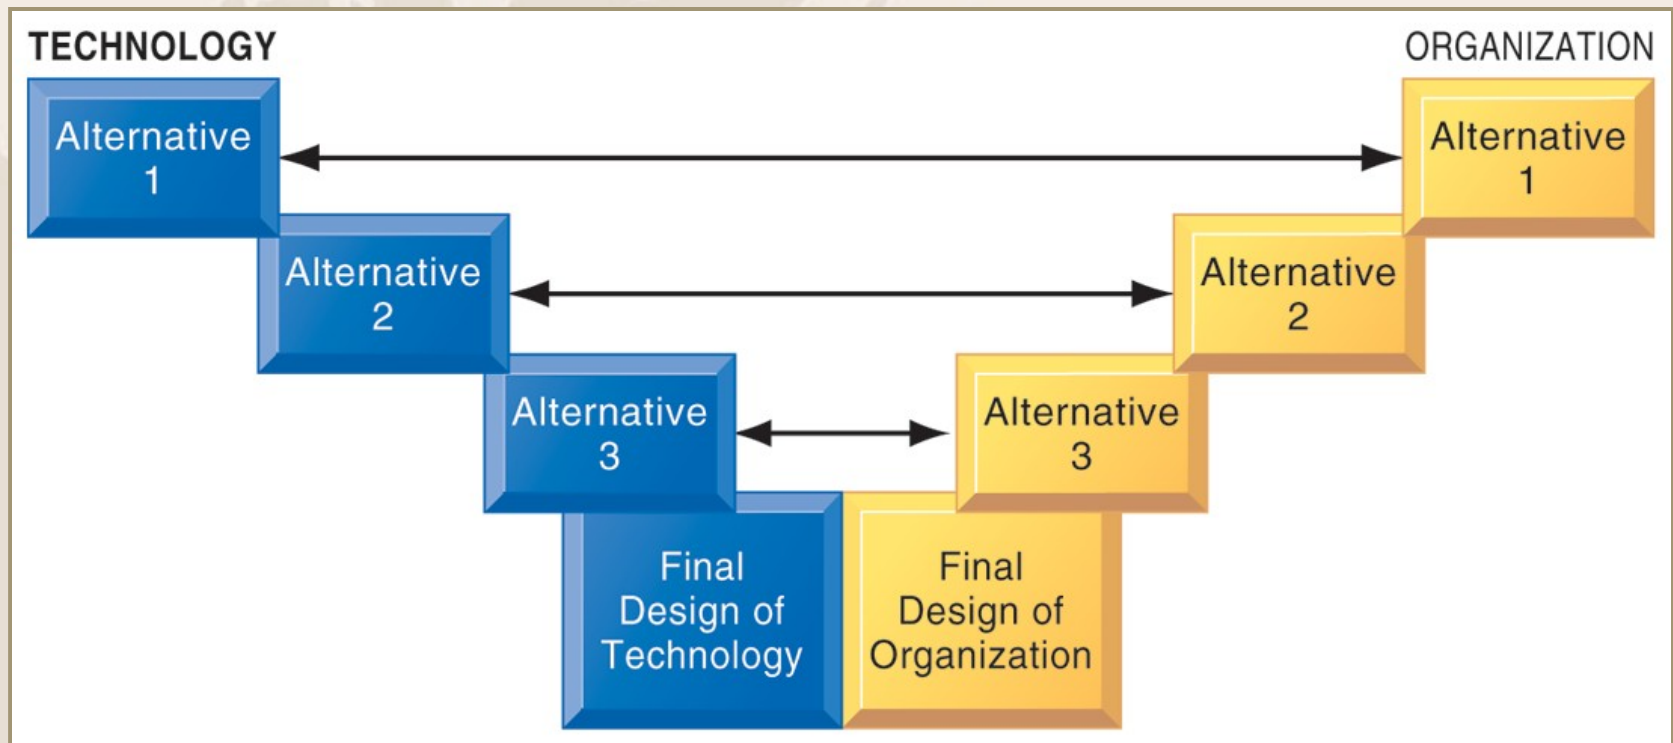 TECHNOLOGY
ORGANIZATION
Alternative
1
Alternative
1
Alternative
2
Alternative
2
Alternative
3
Alternative
3
Final
Design of
Technology
Final
Design of
Organization